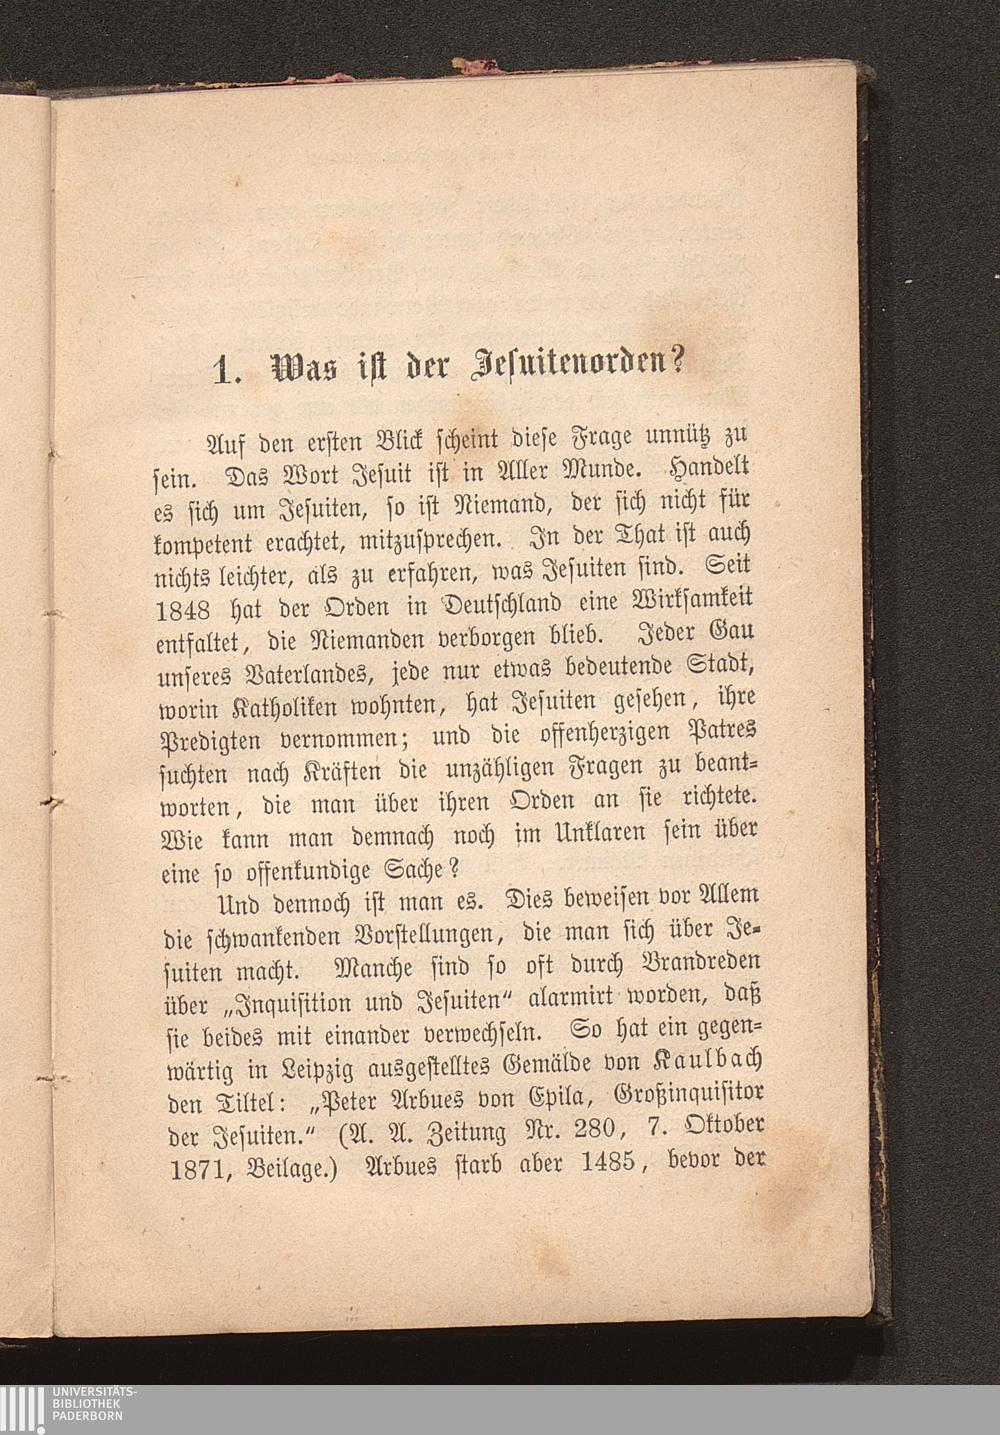 1. Was ist der Jesuitenorden?
Auf den ersten Blick scheint diese Frage unnütz zu
sein. Das Wort Jesuit ist in Aller Munde. Handelt
es sich um Jesuiten, so ist Niemand, der sich nicht für
kompetent erachtet, mitzusprechen. In der That ist auch
nichts leichter, als zu erfahren, was Jesuiten sind. Seit
1848 hat der Orden in Deutschland eine Wirksamkeit
entfaltet, die Niemanden verborgen blieb. Jeder Gau
unseres Vaterlandes, jede nur etwas bedeutende Stadt,
worin Katholiken wohnten, hat Jesuiten gesehen, ihre
Predigten vernommen; und die offenherzigen Patres
suchten nach Kräften die unzähligen Fragen zu beant-
worten, die man über ihren Orden an sie richtete.
Wie kann man demnach noch im Unklaren sein über
eine so offenkundige Sache?
Und dennoch ist man es. Dies beweisen vor Allem
die schwankenden Vorstellungen, die man sich über Je-
suiten macht. Manche sind so oft durch Brandreden
über „Inquisition und Jesuiten" alarmirt worden, daß
sie beides mit einander verwechseln. So hat ein gegen-
wärtig in Leipzig ausgestelltes Gemälde von Kaulbach
den Tiltel: „Peter Arbues von Epila, Großinquisitor
der Jesuiten." (A. A. Zeitung Nr. 280, 7. Oktober
1871, Beilage.) Arbues starb aber 1485, bevor der
UNIVERSITÄTS-
BIBLIOTHEK
PADERBORN